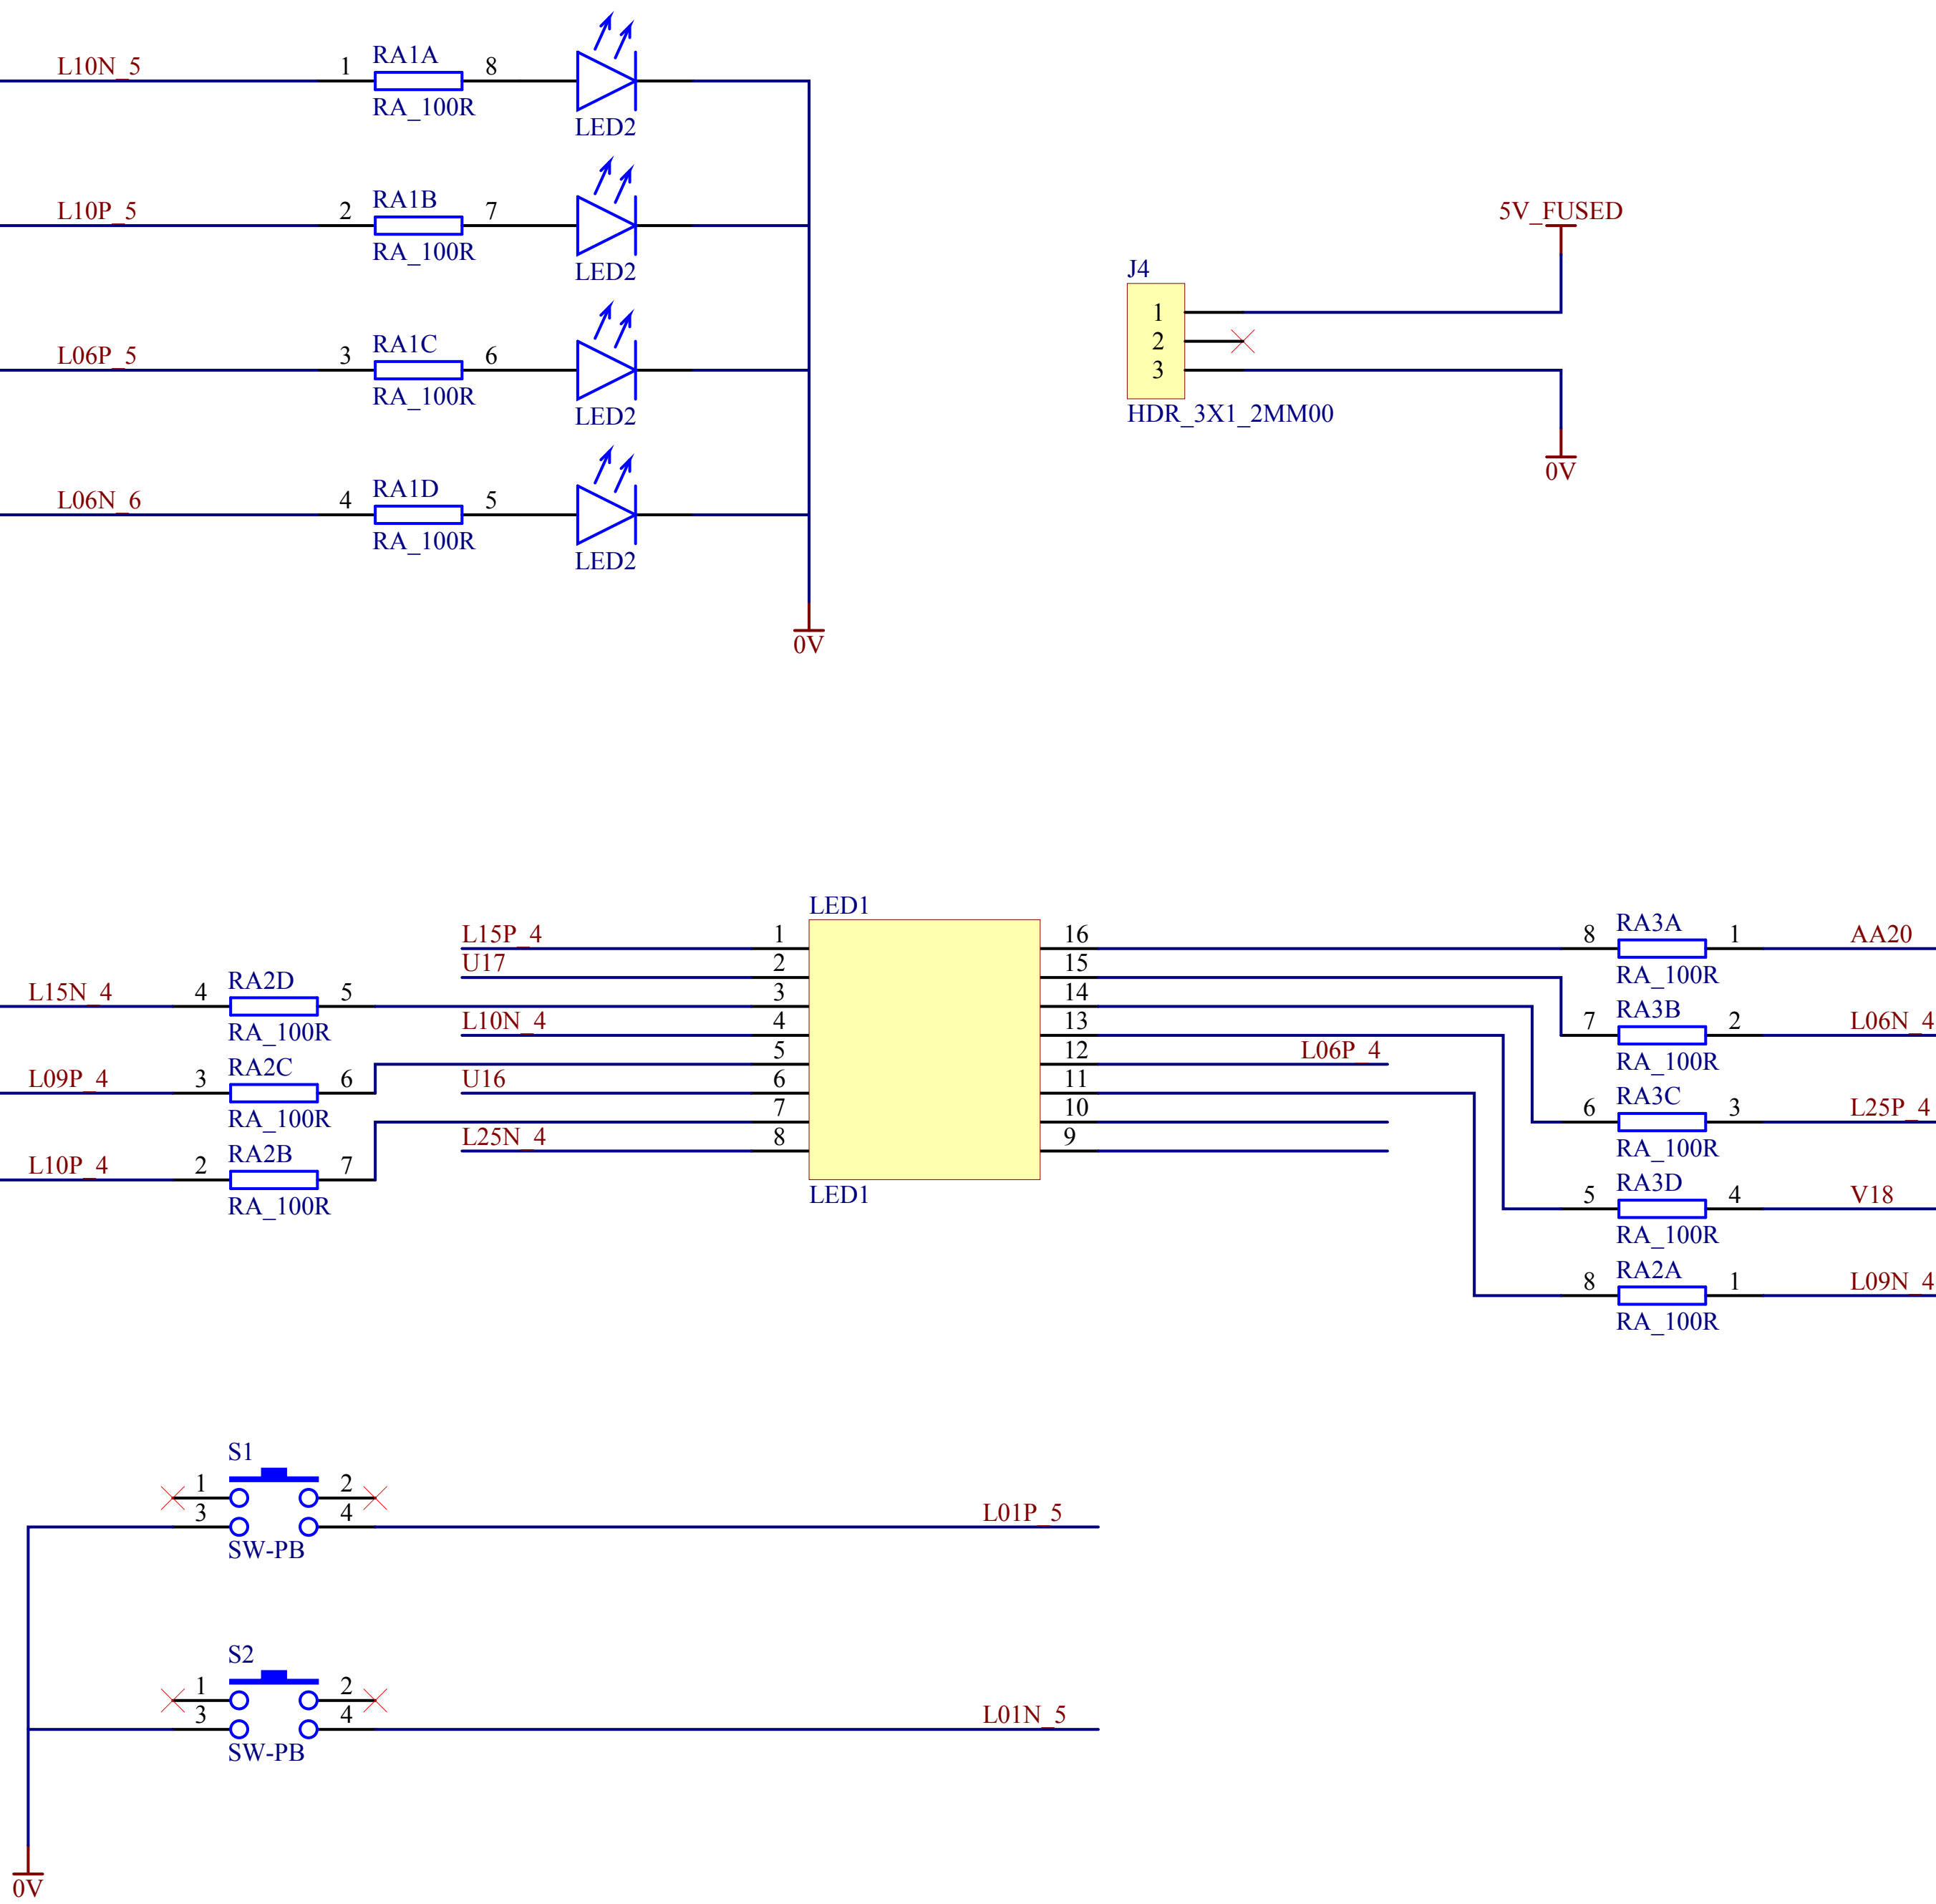 L10N_5 1 RA1A 8
RA_100R LED2
L10P_5 2 RA1B 7
RA_100R LED2
L06P_5 3 RA1C 6
RA_100R LED2
L06N_6 4 RA1D 5
RA_100R LED2
0V
5V_FUSED
J4
1
2
3
HDR_3X1_2MM00
0V
LED1
L15P_4 1
U17 2
L15N_4 4 RA2D 5 3
RA_100R
L10N_4 4
L09P_4 3 RA2C 6 5
RA_100R
U16 6
L10P_4 2 RA2B 7 7
RA_100R
L25N_4 8
LED1
16 8 RA3A 1 AA20
RA_100R
15 7 RA3B 2 L06N_4
RA_100R
14 6 RA3C 3 L25P_4
RA_100R
13 5 RA3D 4 V18
RA_100R
12 L06P_4
11 8 RA2A 1 L09N_4
RA_100R
10
9
S1
1 2
3 4 L01P_5
SW-PB
S2
1 2
3 4 L01N_5
SW-PB
0V